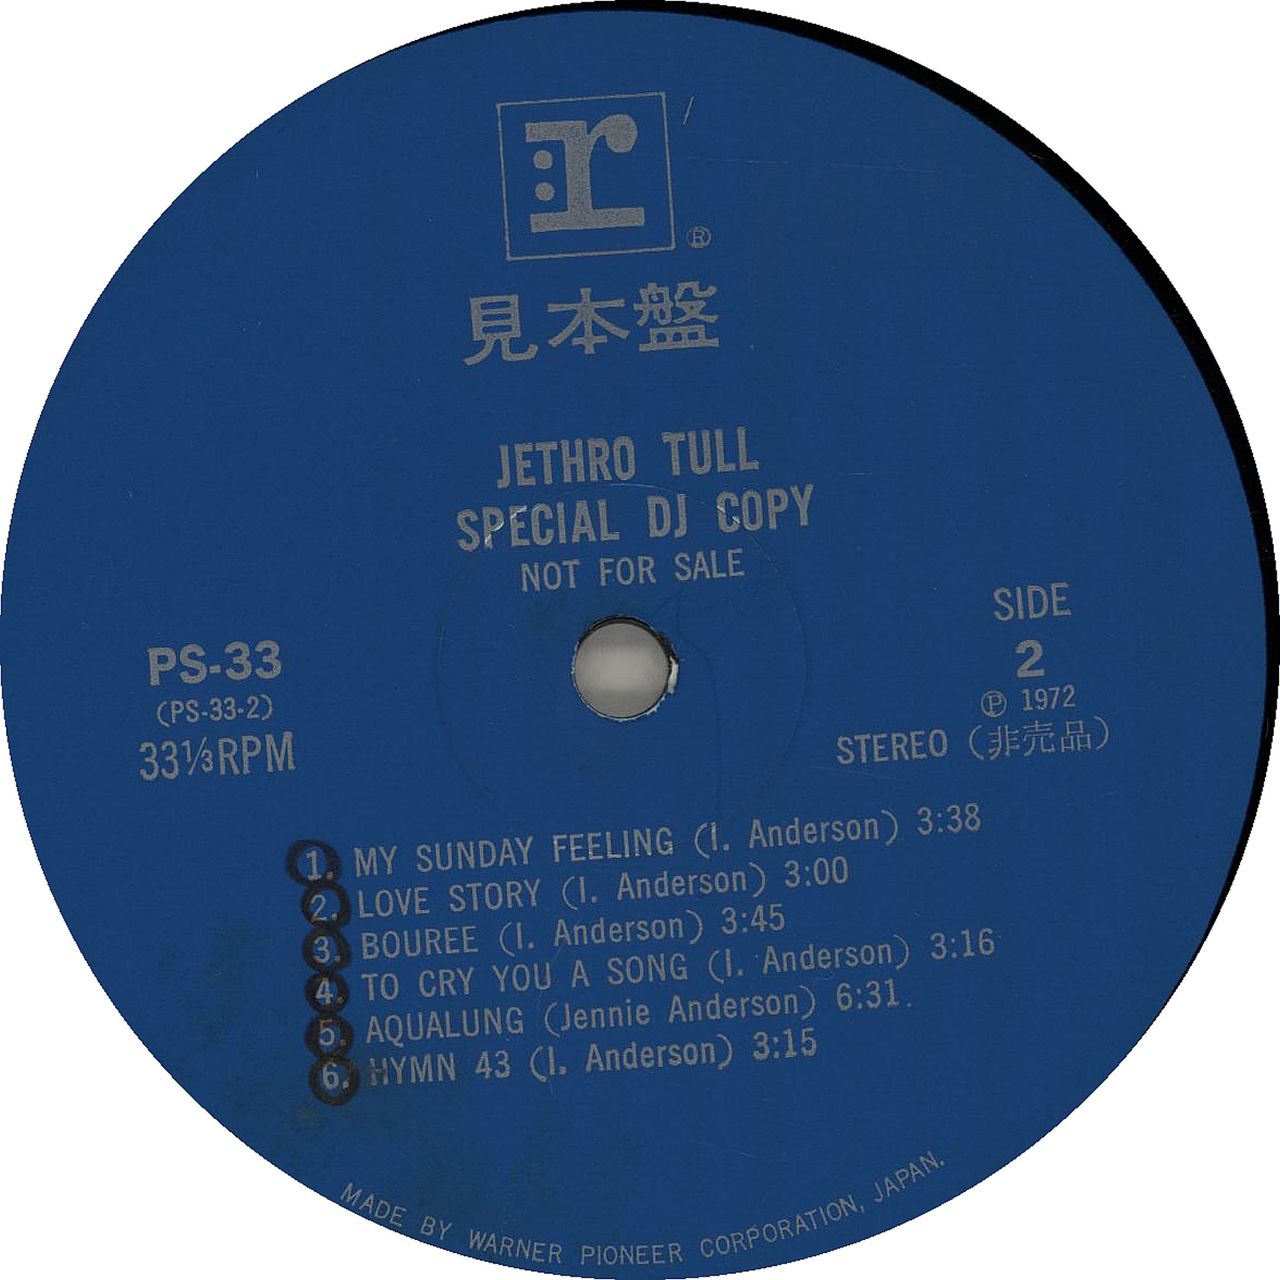 r
®
見本盤
JETHRO TULL
SPECIAL DJ COPY
NOT FOR SALE
PS-33
(PS-33-2)
33⅓RPM
SIDE
2
Ⓟ 1972
STEREO (非売品)
1. MY SUNDAY FEELING (I. Anderson) 3:38
2. LOVE STORY (I. Anderson) 3:00
3. BOUREE (I. Anderson) 3:45
4. TO CRY YOU A SONG (I. Anderson) 3:16
5. AQUALUNG (Jennie Anderson) 6:31
6. HYMN 43 (I. Anderson) 3:15
MADE BY WARNER PIONEER CORPORATION, JAPAN.